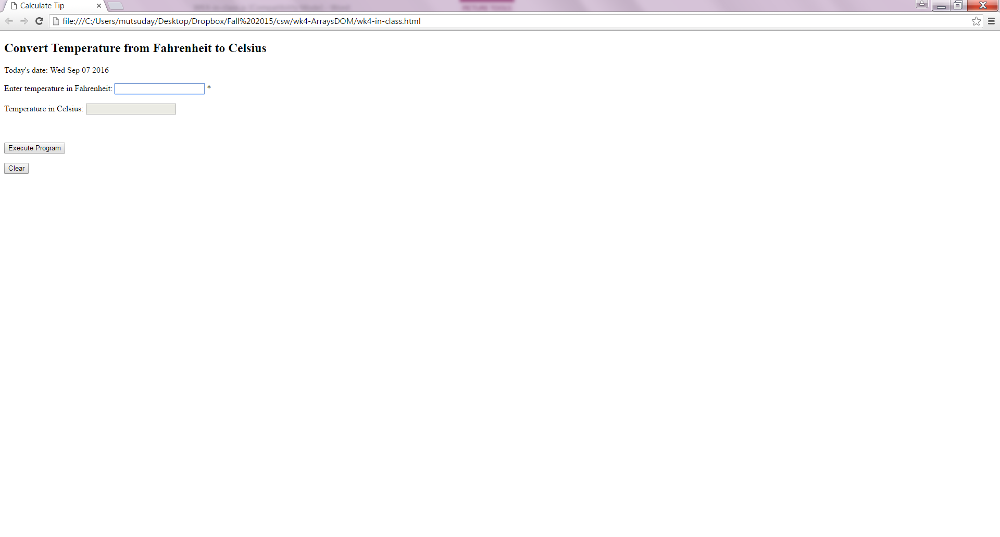 Calculate Tip
file:///C:/Users/mutsuday/Desktop/Dropbox/Fall%202015/csw/wk4-ArraysDOM/wk4-in-class.html
Convert Temperature from Fahrenheit to Celsius
Today's date: Wed Sep 07 2016
Enter temperature in Fahrenheit: *
Temperature in Celsius:
Execute Program
Clear